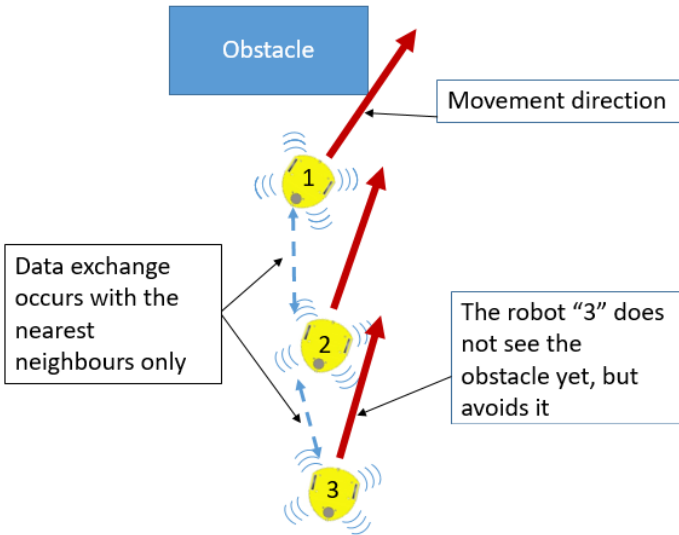 Obstacle
Movement direction
1
Data exchange
occurs with the
nearest
neighbours only
2
The robot “3” does
not see the
obstacle yet, but
avoids it
3